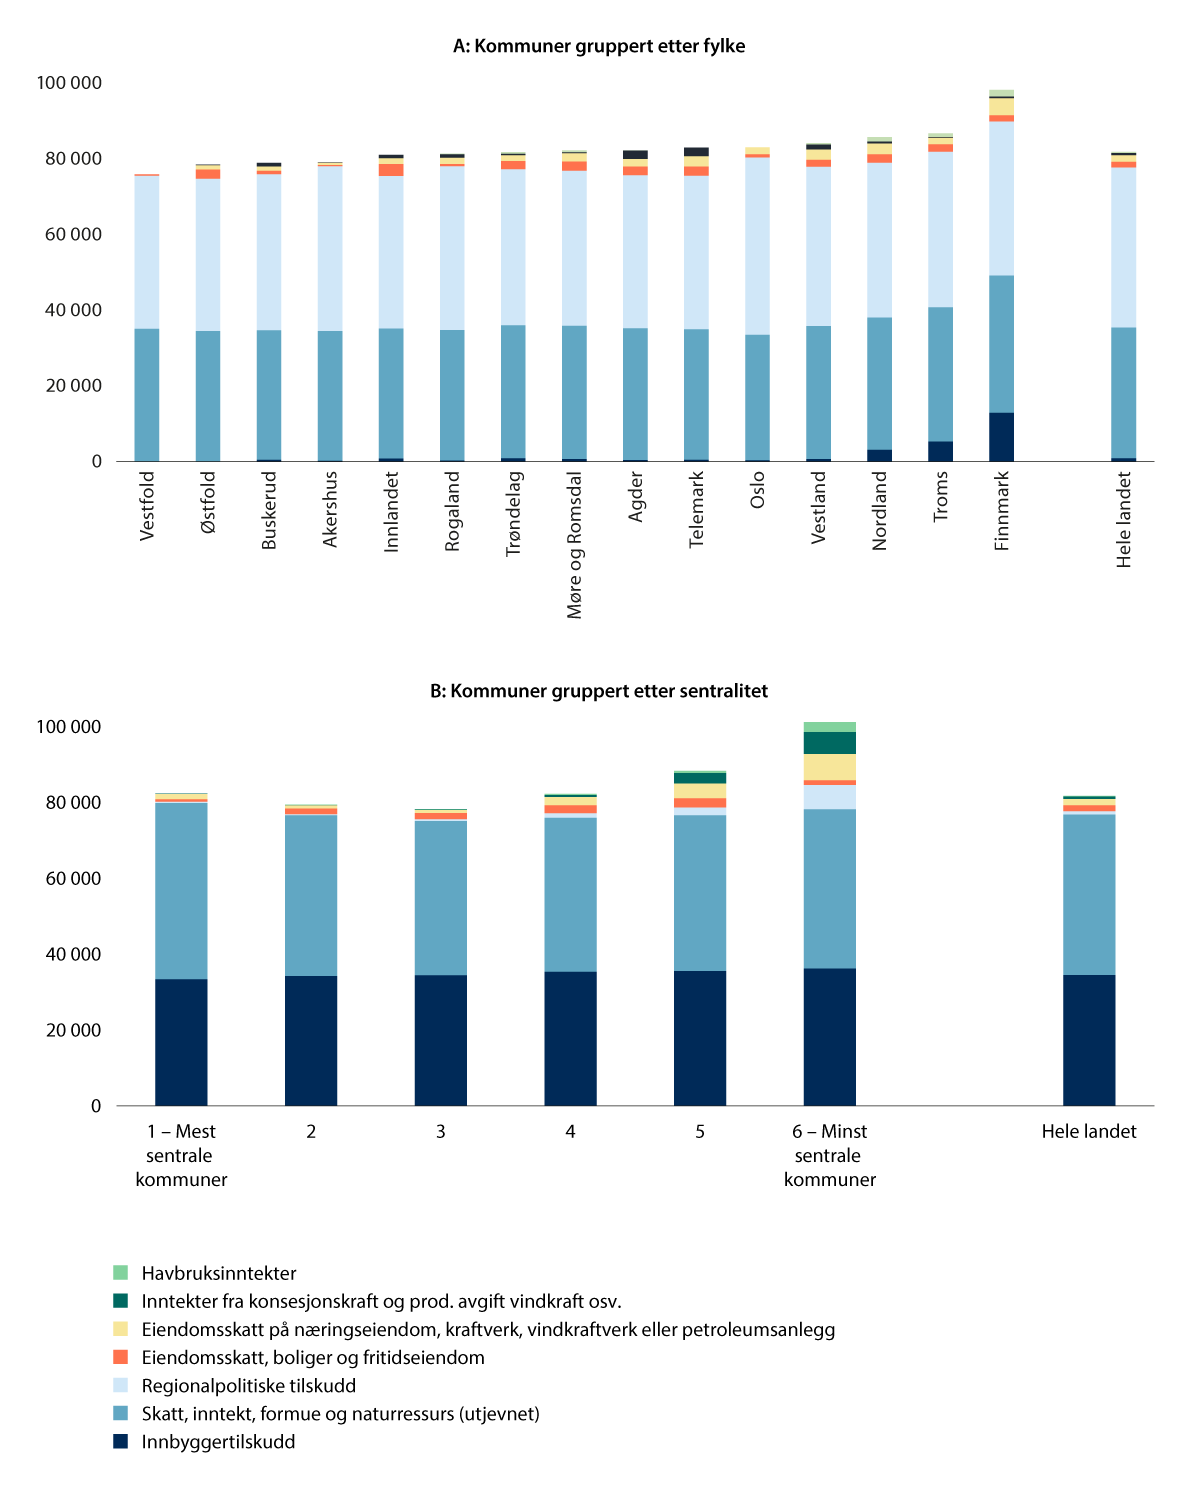 A: Kommuner gruppert etter fylke
100 000
80 000
60 000
40 000
20 000
0
Vestfold
Østfold
Buskerud
Akershus
Innlandet
Rogaland
Trøndelag
Møre og Romsdal
Agder
Telemark
Oslo
Vestland
Nordland
Troms
Finnmark
Hele landet
B: Kommuner gruppert etter sentralitet
100 000
80 000
60 000
40 000
20 000
0
1 – Mest
sentrale
kommuner
2
3
4
5
6 – Minst
sentrale
kommuner
Hele landet
Havbruksinntekter
Inntekter fra konsesjonskraft og prod. avgift vindkraft osv.
Eiendomsskatt på næringseiendom, kraftverk, vindkraftverk eller petroleumsanlegg
Eiendomsskatt, boliger og fritidseiendom
Regionalpolitiske tilskudd
Skatt, inntekt, formue og naturressurs (utjevnet)
Innbyggertilskudd